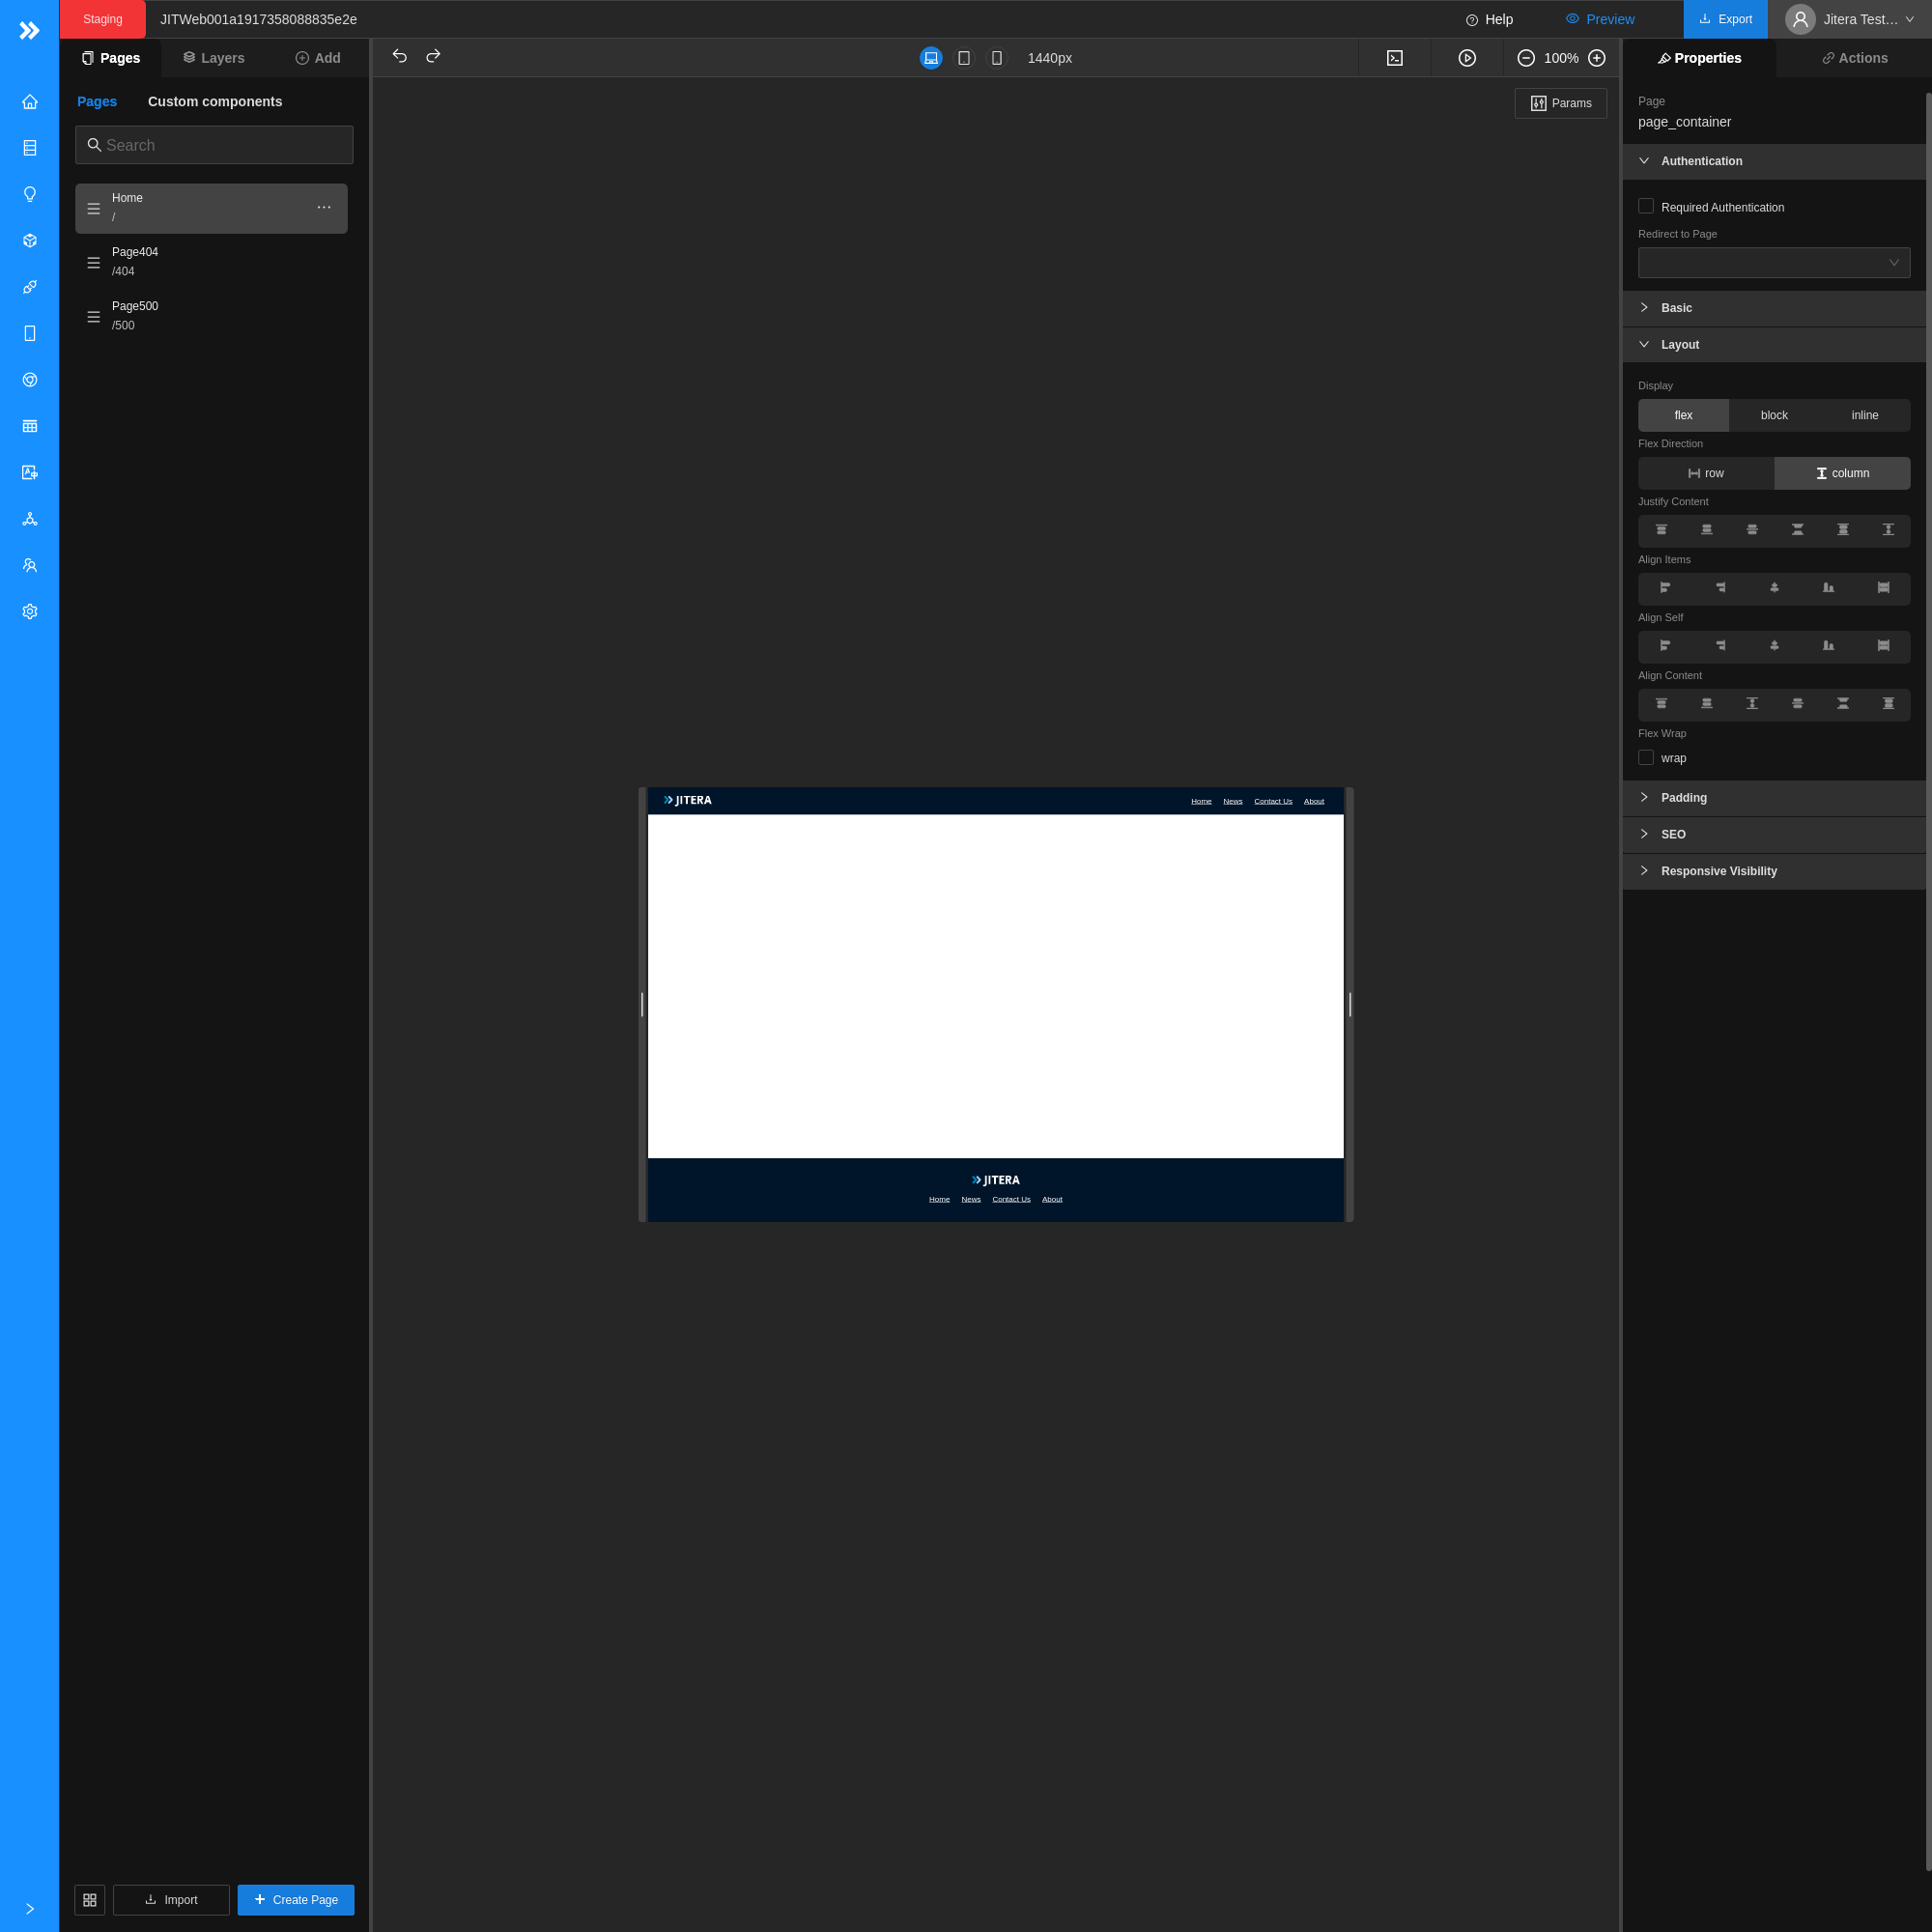 Staging
JITWeb001a1917358088835e2e
Help
Preview
Export
Jitera Test…
Pages
Layers
Add
1440px
100%
Properties
Actions
Pages
Custom components
Search
Home
/
Page404
/404
Page500
/500
Params
JITERA
Home News Contact Us About
JITERA
Home News Contact Us About
Page
page_container
Authentication
Required Authentication
Redirect to Page
Basic
Layout
Display
flex block inline
Flex Direction
row column
Justify Content
Align Items
Align Self
Align Content
Flex Wrap
wrap
Padding
SEO
Responsive Visibility
Import
Create Page